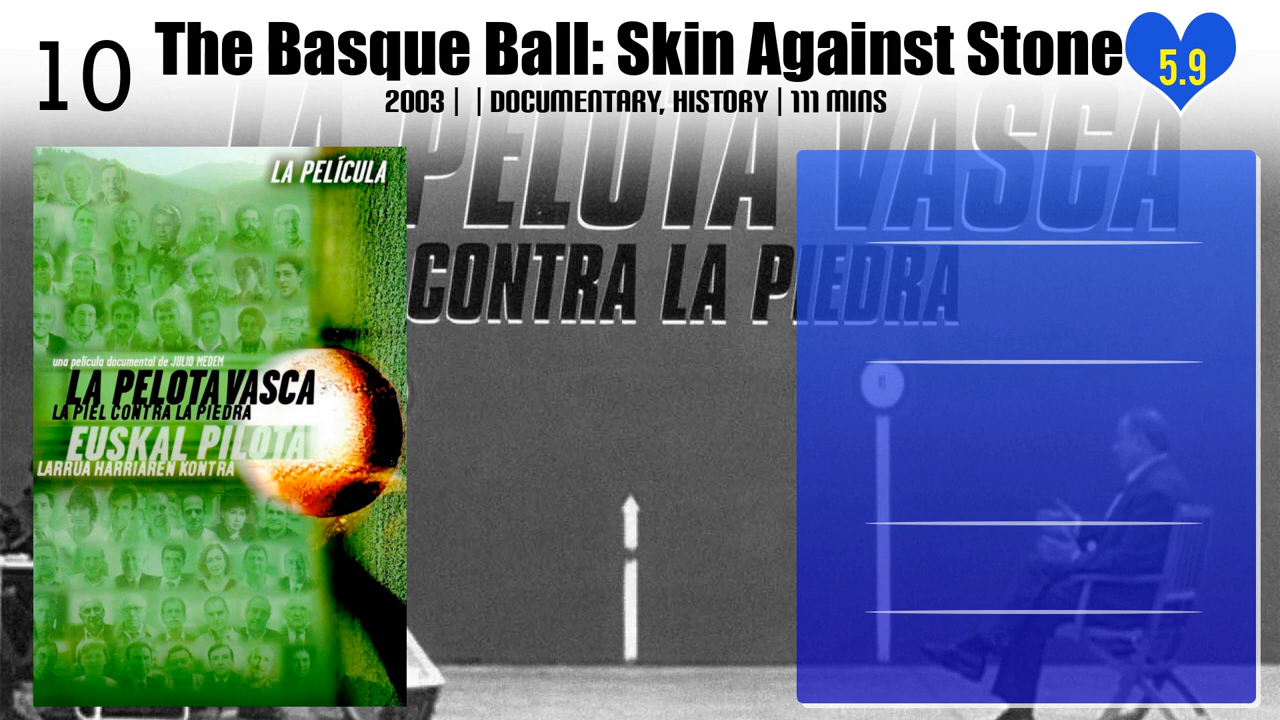 10
The Basque Ball: Skin Against Stone
5.9
2003 | | DOCUMENTARY, HISTORY | 111 MINS
LA PELOTA VASCA
CONTRA LA PIEDRA
LA PELÍCULA
una película documental de JULIO MEDEM
LA PELOTA VASCA
LA PIEL CONTRA LA PIEDRA
EUSKAL PILOTA
LARRUA HARRIAREN KONTRA